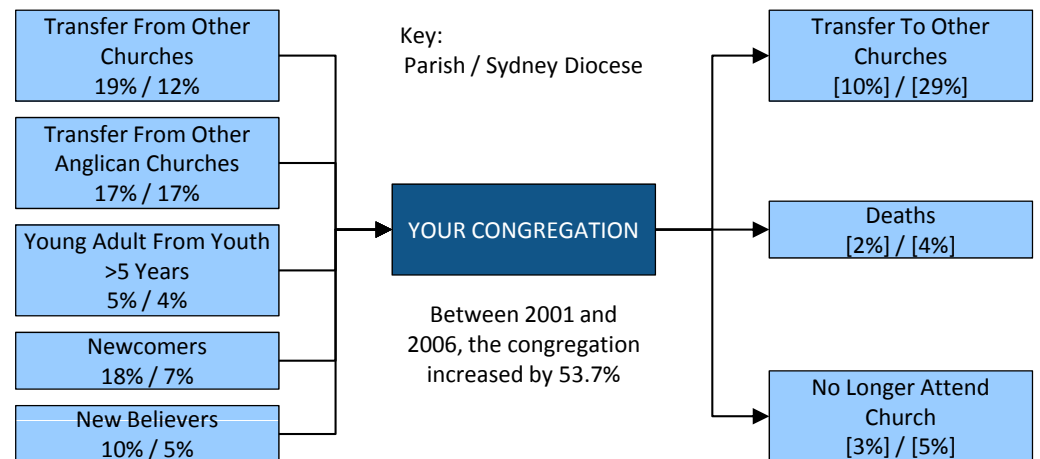 Transfer From Other
Churches
19% / 12%
Transfer From Other
Anglican Churches
17% / 17%
Young Adult From Youth
>5 Years
5% / 4%
Newcomers
18% / 7%
New Believers
10% / 5%
Key:
Parish / Sydney Diocese
YOUR CONGREGATION
Between 2001 and
2006, the congregation
increased by 53.7%
Transfer To Other
Churches
[10%] / [29%]
Deaths
[2%] / [4%]
No Longer Attend
Church
[3%] / [5%]